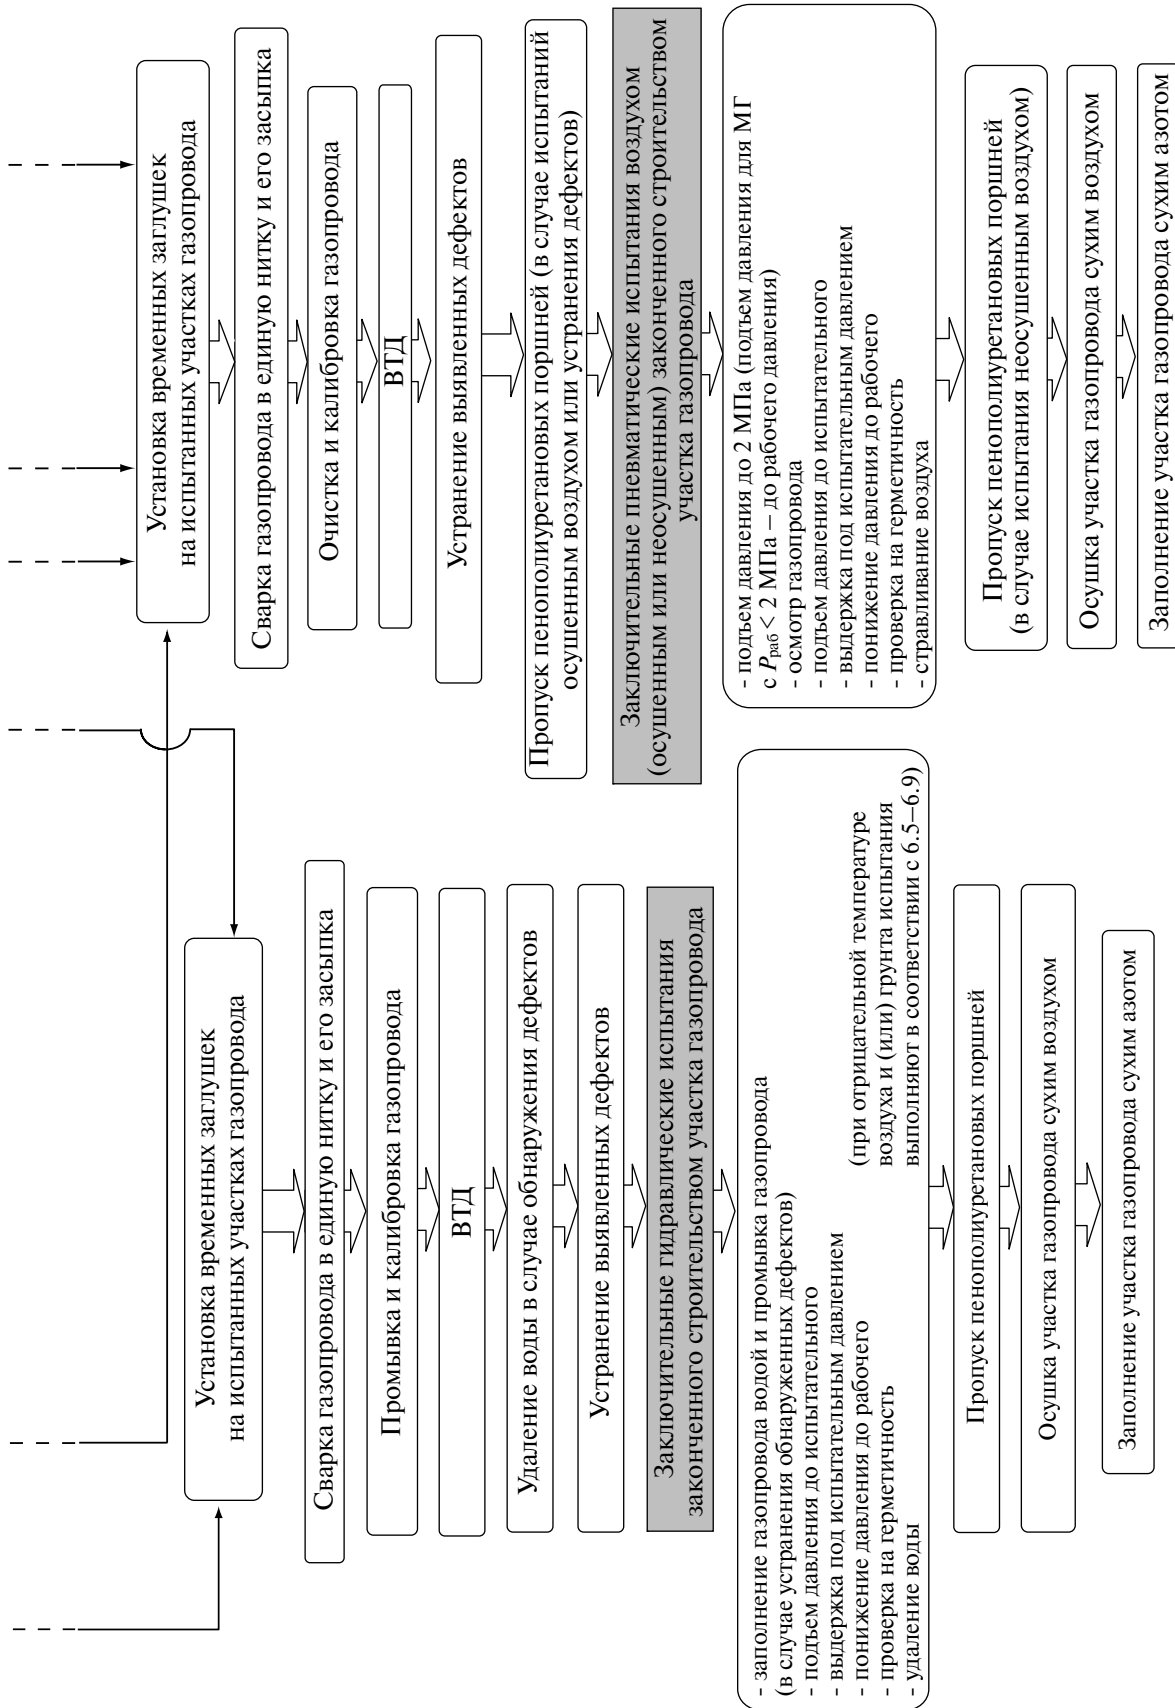 Установка временных заглушек
на испытанных участках газопровода
Сварка газопровода в единую нитку и его засыпка
Промывка и калибровка газопровода
ВТД
Удаление воды в случае обнаружения дефектов
Устранение выявленных дефектов
Заключительные гидравлические испытания
законченного строительством участка газопровода
- заполнение газопровода водой и промывка газопровода
(в случае устранения обнаруженных дефектов)
- подъем давления до испытательного
- выдержка под испытательным давлением
- понижение давления до рабочего
- проверка на герметичность
- удаление воды
(при отрицательной температуре
воздуха и (или) грунта испытания
выполняют в соответствии с 6.5–6.9)
Пропуск пенополиуретановых поршней
Осушка участка газопровода сухим воздухом
Заполнение участка газопровода сухим азотом
Установка временных заглушек
на испытанных участках газопровода
Сварка газопровода в единую нитку и его засыпка
Очистка и калибровка газопровода
ВТД
Устранение выявленных дефектов
Пропуск пенополиуретановых поршней (в случае испытаний
осушенным воздухом или устранения дефектов)
Заключительные пневматические испытания воздухом
(осушенным или неосушенным) законченного строительством
участка газопровода
- подъем давления до 2 МПа (подъем давления для МГ
с Pраб < 2 МПа – до рабочего давления)
- осмотр газопровода
- подъем давления до испытательного
- выдержка под испытательным давлением
- понижение давления до рабочего
- проверка на герметичность
- стравливание воздуха
Пропуск пенополиуретановых поршней
(в случае испытания неосушенным воздухом)
Осушка участка газопровода сухим воздухом
Заполнение участка газопровода сухим азотом